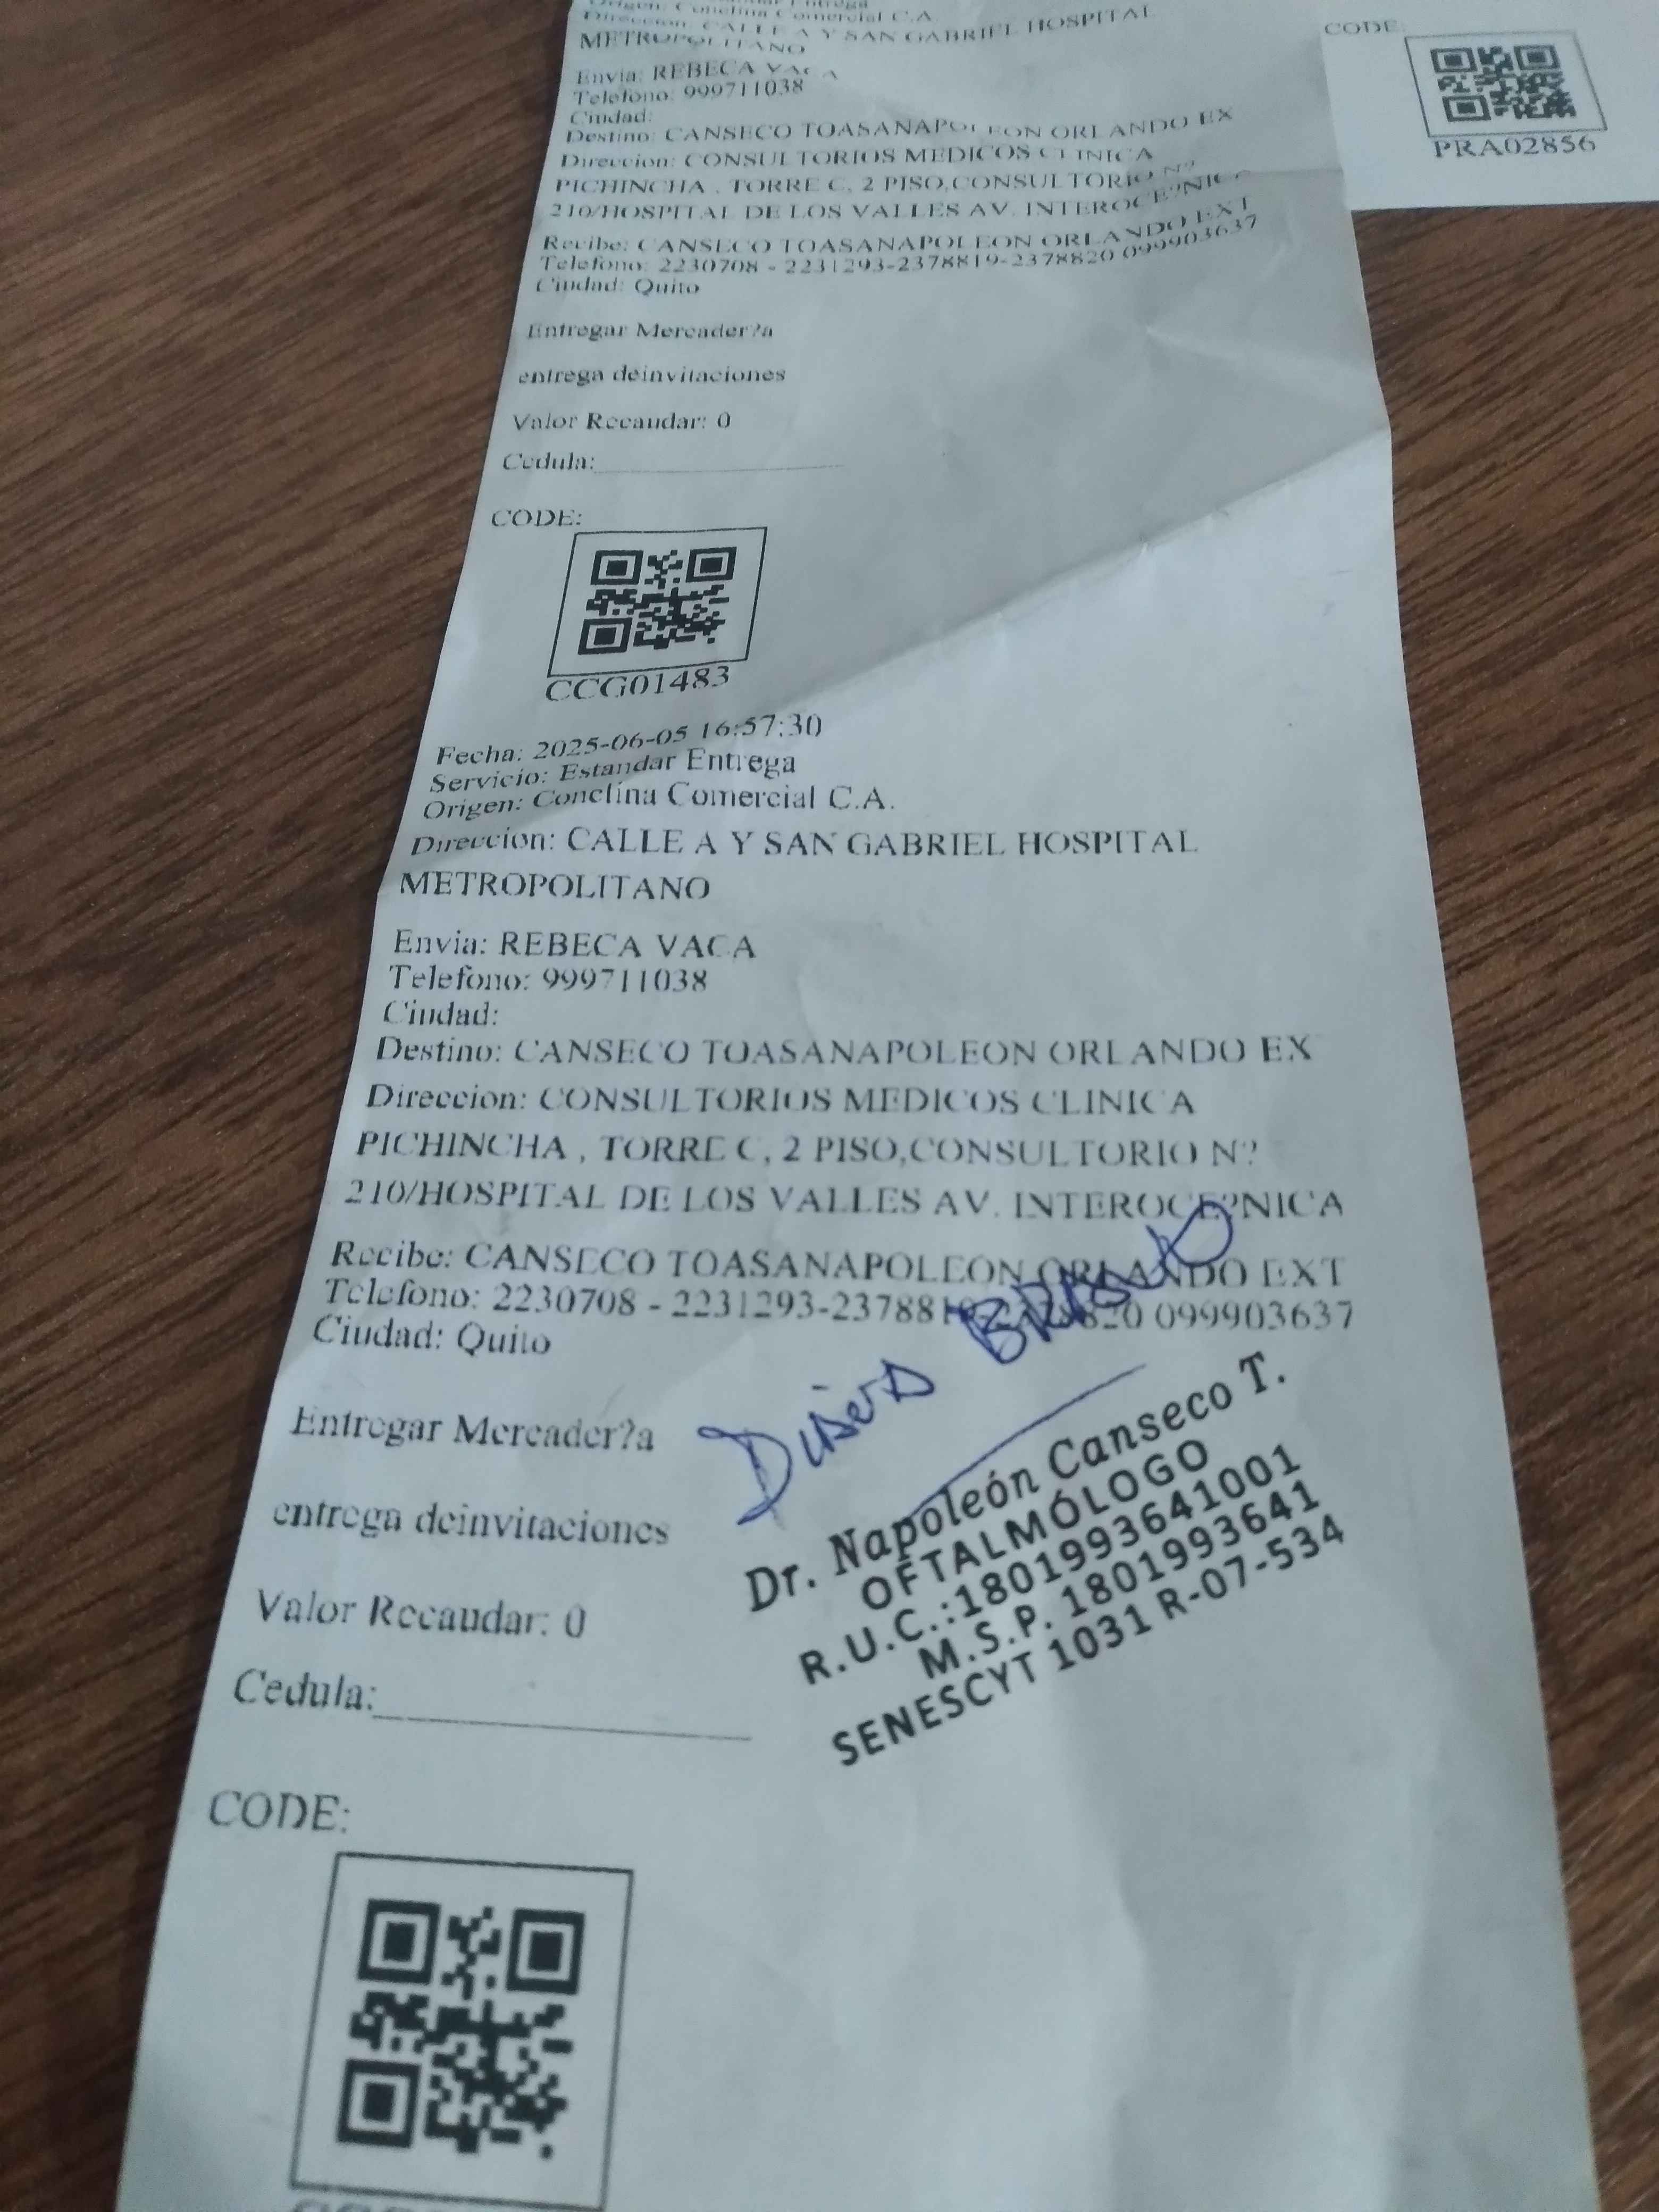 Origen: Conclina Comercial C.A.
Direccion: CALLE A Y SAN GABRIEL HOSPITAL
METROPOLITANO
Envia: REBECA VACA
Telefono: 999711038
Ciudad:
Destino: CANSECO TOASANAPOLEON ORLANDO EX
Direccion: CONSULTORIOS MEDICOS CLINICA
PICHINCHA , TORRE C, 2 PISO,CONSULTORIO N?
210/HOSPITAL DE LOS VALLES AV. INTEROCE?NICA
Recibe: CANSECO TOASANAPOLEON ORLANDO EXT
Telefono: 2230708 - 2231293-2378819-2378820 099903637
Ciudad: Quito
Entregar Mercader?a
entrega deinvitaciones
Valor Recaudar: 0
Cedula:
CODE:
CCG01483
Fecha: 2025-06-05 16:57:30
Servicio: Estandar Entrega
Origen: Conclina Comercial C.A.
Direccion: CALLE A Y SAN GABRIEL HOSPITAL
METROPOLITANO
Envia: REBECA VACA
Telefono: 999711038
Ciudad:
Destino: CANSECO TOASANAPOLEON ORLANDO EX
Direccion: CONSULTORIOS MEDICOS CLINICA
PICHINCHA , TORRE C, 2 PISO,CONSULTORIO N?
210/HOSPITAL DE LOS VALLES AV. INTEROCE?NICA
Recibe: CANSECO TOASANAPOLEON ORLANDO EXT
Telefono: 2230708 - 2231293-2378819-2378820 099903637
Ciudad: Quito
Entregar Mercader?a
entrega deinvitaciones
Valor Recaudar: 0
Cedula:
CODE:
Dr. Napoleón Canseco T.
OFTALMÓLOGO
R.U.C.:1801993641001
M.S.P. 1801993641
SENESCYT 1031 R-07-534
CODE:
PRA02856